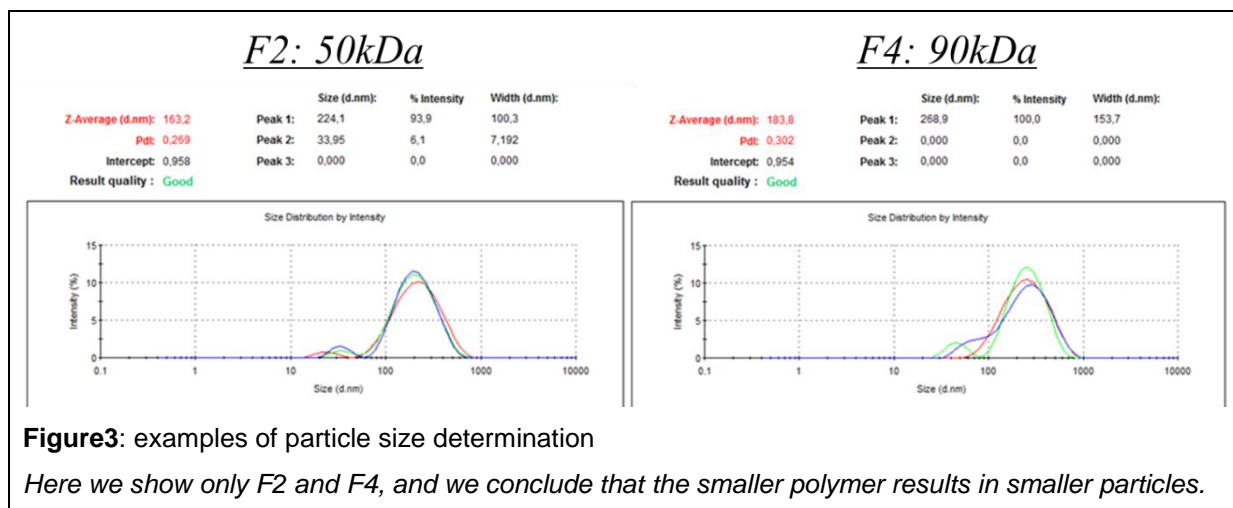 F2: 50kDa
Size (d.nm): % Intensity Width (d.nm):
Z-Average (d.nm): 163,2 Peak 1: 224,1 93,9 100,3
PdI: 0,269 Peak 2: 33,95 6,1 7,192
Intercept: 0,958 Peak 3: 0,000 0,0 0,000
Result quality : Good
Size Distribution by Intensity
Intensity (%)
15
10
5
0
0.1 1 10 100 1000 10000
Size (d.nm)
F4: 90kDa
Size (d.nm): % Intensity Width (d.nm):
Z-Average (d.nm): 183,8 Peak 1: 268,9 100,0 153,7
PdI: 0,302 Peak 2: 0,000 0,0 0,000
Intercept: 0,954 Peak 3: 0,000 0,0 0,000
Result quality : Good
Size Distribution by Intensity
Intensity (%)
15
10
5
0
0.1 1 10 100 1000 10000
Size (d.nm)
Figure3: examples of particle size determination
Here we show only F2 and F4, and we conclude that the smaller polymer results in smaller particles.